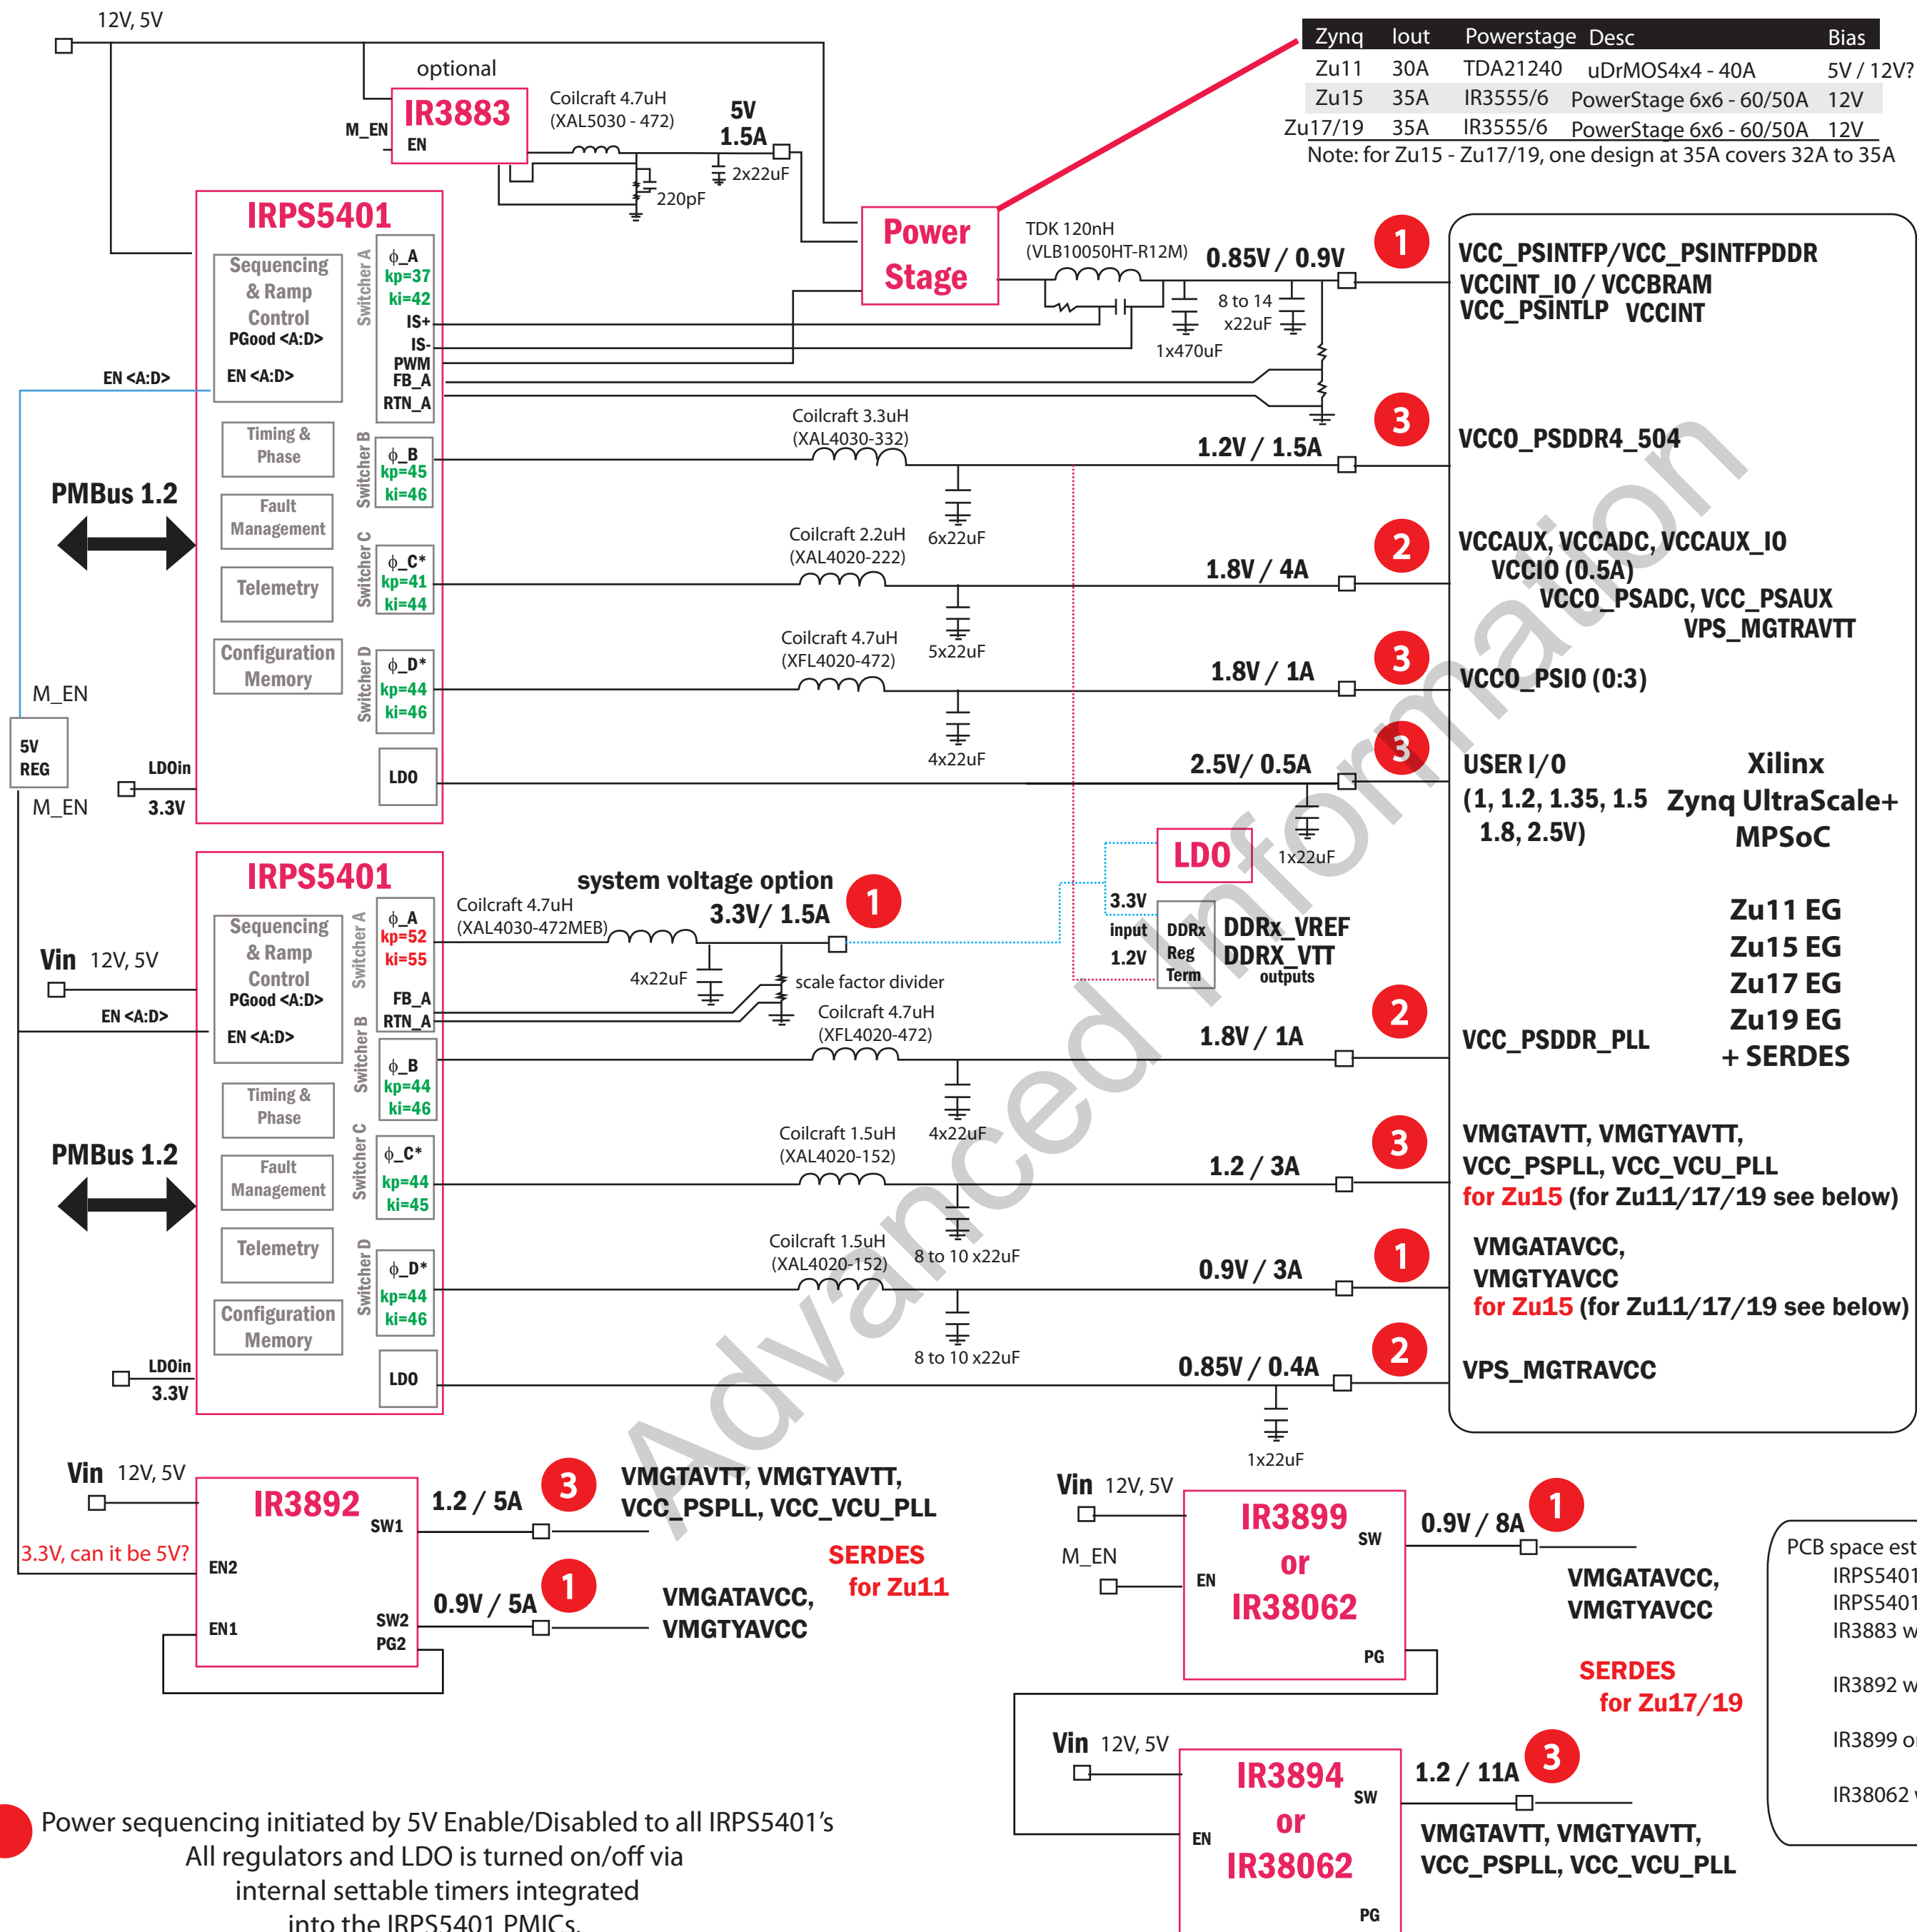 12V, 5V
Zynq Iout Powerstage Desc Bias
Zu11 30A TDA21240 uDrMOS4x4 - 40A 5V / 12V?
Zu15 35A IR3555/6 PowerStage 6x6 - 60/50A 12V
Zu17/19 35A IR3555/6 PowerStage 6x6 - 60/50A 12V
Note: for Zu15 - Zu17/19, one design at 35A covers 32A to 35A
optional
IR3883
M_EN
EN
Coilcraft 4.7uH
(XAL5030 - 472)
5V
1.5A
2x22uF
220pF
Power
Stage
TDK 120nH
(VLB10050HT-R12M)
0.85V / 0.9V
1
8 to 14
x22uF
1x470uF
VCC_PSINTFP/VCC_PSINTFPDDR
VCCINT_IO / VCCBRAM
VCC_PSINTLP VCCINT
IRPS5401
Sequencing
& Ramp
Control
PGood <A:D>
EN <A:D>
EN <A:D>
Switcher A
ϕ_A
kp=37
ki=42
IS+
IS-
PWM
FB_A
RTN_A
Timing &
Phase
Switcher B
ϕ_B
kp=45
ki=46
Coilcraft 3.3uH
(XAL4030-332)
6x22uF
1.2V / 1.5A
3
VCCO_PSDDR4_504
PMBus 1.2
Fault
Management
Switcher C
ϕ_C*
kp=41
ki=44
Coilcraft 2.2uH
(XAL4020-222)
5x22uF
1.8V / 4A
2
VCCAUX, VCCADC, VCCAUX_IO
VCCIO (0.5A)
VCCO_PSADC, VCC_PSAUX
VPS_MGTRAVTT
Telemetry
Configuration
Memory
Switcher D
ϕ_D*
kp=44
ki=46
Coilcraft 4.7uH
(XFL4020-472)
4x22uF
1.8V / 1A
3
VCCO_PSIO (0:3)
M_EN
5V
REG
M_EN
LDOin
3.3V
LDO
2.5V/ 0.5A
3
1x22uF
USER I/O
(1, 1.2, 1.35, 1.5
1.8, 2.5V)
Xilinx
Zynq UltraScale+
MPSoC
Zu11 EG
Zu15 EG
Zu17 EG
Zu19 EG
+ SERDES
LDO
3.3V
input
1.2V
DDRx
Reg
Term
DDRx_VREF
DDRX_VTT
outputs
IRPS5401
Vin 12V, 5V
EN <A:D>
Sequencing
& Ramp
Control
PGood <A:D>
EN <A:D>
Switcher A
ϕ_A
kp=52
ki=55
FB_A
RTN_A
Coilcraft 4.7uH
(XAL4030-472MEB)
system voltage option
3.3V/ 1.5A
1
4x22uF
scale factor divider
Timing &
Phase
Switcher B
ϕ_B
kp=44
ki=46
Coilcraft 4.7uH
(XFL4020-472)
4x22uF
1.8V / 1A
2
VCC_PSDDR_PLL
PMBus 1.2
Fault
Management
Switcher C
ϕ_C*
kp=44
ki=45
Coilcraft 1.5uH
(XAL4020-152)
8 to 10 x22uF
1.2 / 3A
3
VMGTAVTT, VMGTYAVTT,
VCC_PSPLL, VCC_VCU_PLL
for Zu15 (for Zu11/17/19 see below)
Telemetry
Configuration
Memory
Switcher D
ϕ_D*
kp=44
ki=46
Coilcraft 1.5uH
(XAL4020-152)
8 to 10 x22uF
0.9V / 3A
1
VMGATAVCC,
VMGTYAVCC
for Zu15 (for Zu11/17/19 see below)
LDOin
3.3V
LDO
0.85V / 0.4A
2
1x22uF
VPS_MGTRAVCC
Advanced Information
Vin 12V, 5V
IR3892
3.3V, can it be 5V?
EN2
EN1
SW1
SW2
PG2
1.2 / 5A
3
VMGTAVTT, VMGTYAVTT,
VCC_PSPLL, VCC_VCU_PLL
SERDES
for Zu11
0.9V / 5A
1
VMGATAVCC,
VMGTYAVCC
Vin 12V, 5V
M_EN
IR3899
or
IR38062
EN
SW
PG
0.9V / 8A
1
VMGATAVCC,
VMGTYAVCC
SERDES
for Zu17/19
Vin 12V, 5V
IR3894
or
IR38062
EN
SW
PG
1.2 / 11A
3
VMGTAVTT, VMGTYAVTT,
VCC_PSPLL, VCC_VCU_PLL
PCB space est
IRPS5401
IRPS5401
IR3883 w
IR3892 w
IR3899 o
IR38062
Power sequencing initiated by 5V Enable/Disabled to all IRPS5401's
All regulators and LDO is turned on/off via
internal settable timers integrated
into the IRPS5401 PMICs.